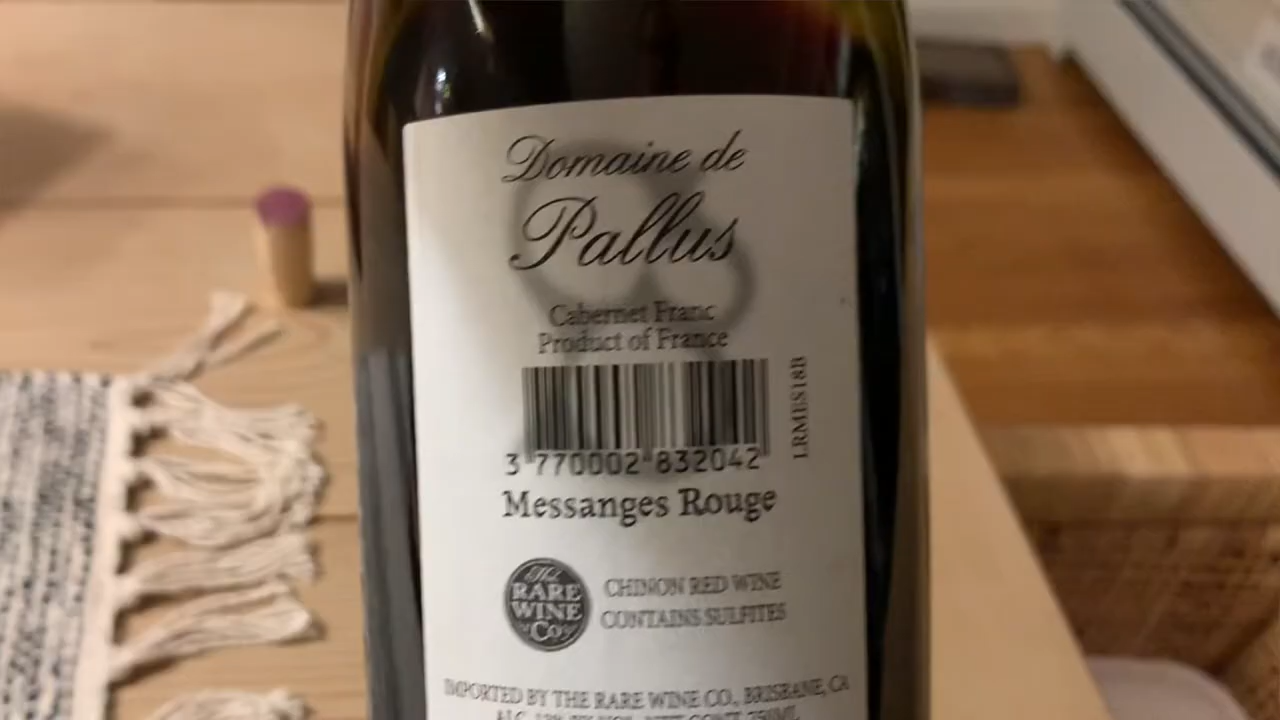 Domaine de
Pallus
Cabernet Franc
Product of France
LRMES18B
3 770002 832042
Messanges Rouge
The
RARE
WINE
Co
CHINON RED WINE
CONTAINS SULFITES
IMPORTED BY THE RARE WINE CO., BRISBANE, CA